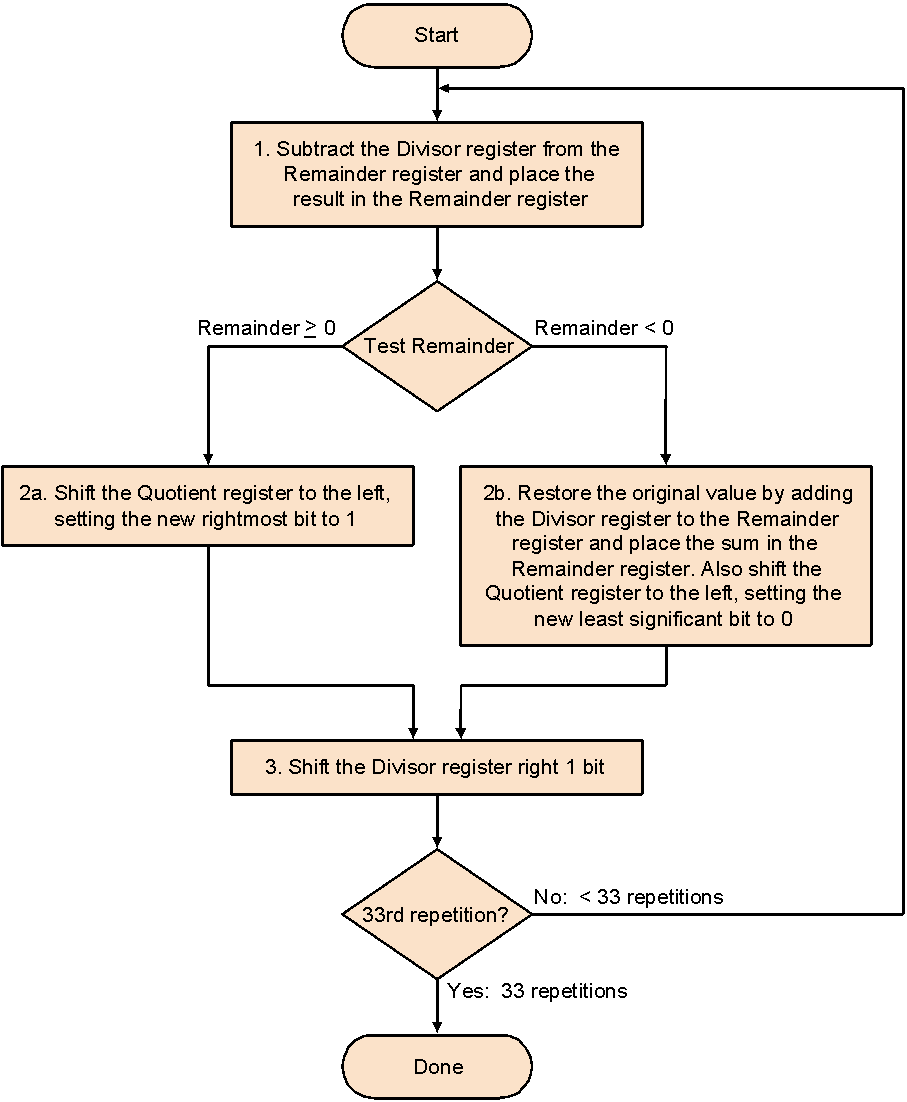 Start
1. Subtract the Divisor register from the
Remainder register and place the
result in the Remainder register
Remainder ≥ 0
Remainder < 0
Test Remainder
2a. Shift the Quotient register to the left,
setting the new rightmost bit to 1
2b. Restore the original value by adding
the Divisor register to the Remainder
register and place the sum in the
Remainder register. Also shift the
Quotient register to the left, setting the
new least significant bit to 0
3. Shift the Divisor register right 1 bit
33rd repetition?
No:  < 33 repetitions
Yes:  33 repetitions
Done